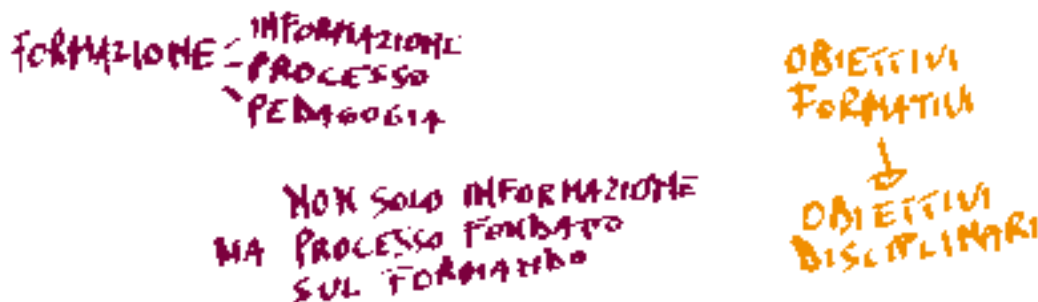 FORMAZIONE
INFORMAZIONE
PROCESSO
PEDAGOGIA
NON SOLO INFORMAZIONE
MA PROCESSO FONDATO
SUL FORMANDO
OBIETTIVI
FORMATIVI
OBIETTIVI
DISCIPLINARI